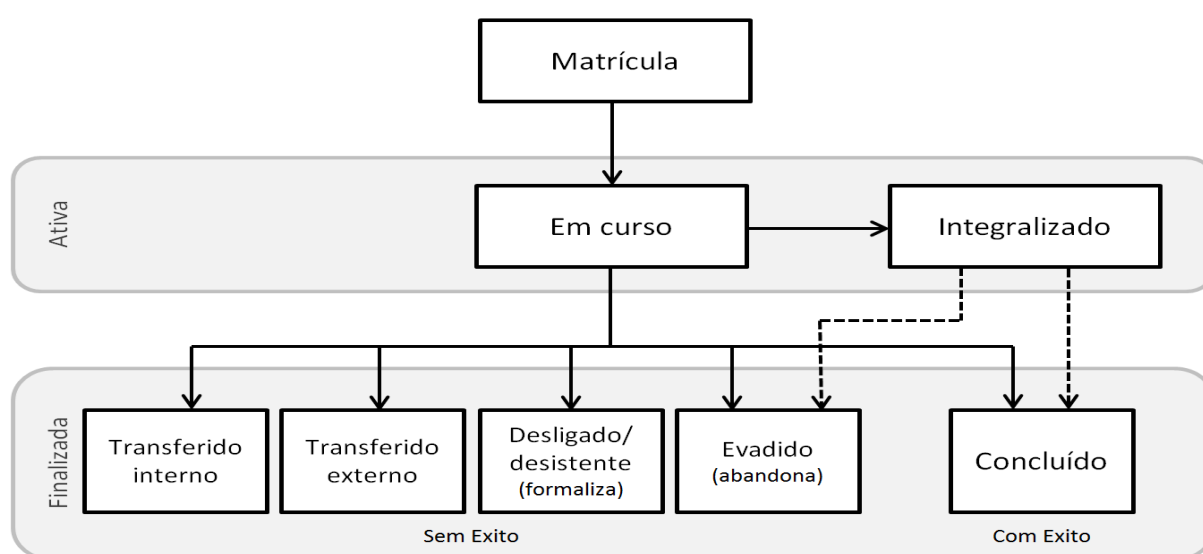 Matrícula
Ativa
Em curso
Integralizado
Finalizada
Transferido
interno
Transferido
externo
Desligado/
desistente
(formaliza)
Evadido
(abandona)
Concluído
Sem Exito
Com Exito